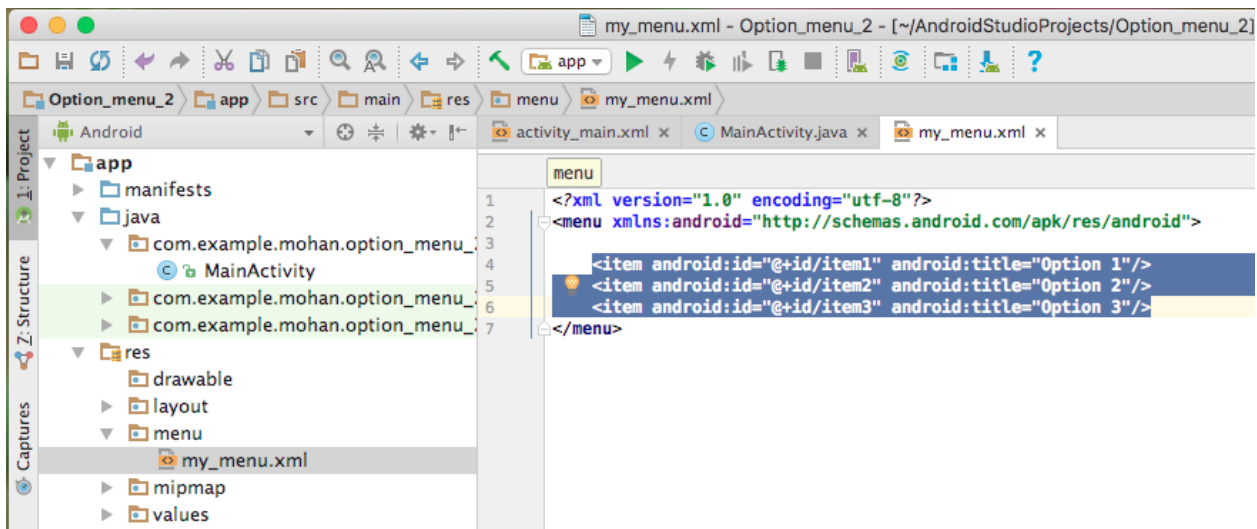 my_menu.xml - Option_menu_2 - [~/AndroidStudioProjects/Option_menu_2]
app
?
Option_menu_2 app src main res menu my_menu.xml
1: Project
Z: Structure
Captures
Android
app
manifests
java
com.example.mohan.option_menu_
MainActivity
com.example.mohan.option_menu_
com.example.mohan.option_menu_
res
drawable
layout
menu
my_menu.xml
mipmap
values
activity_main.xml MainActivity.java my_menu.xml
menu
1 <?xml version="1.0" encoding="utf-8"?>
2 <menu xmlns:android="http://schemas.android.com/apk/res/android">
3
4 <item android:id="@+id/item1" android:title="Option 1"/>
5 <item android:id="@+id/item2" android:title="Option 2"/>
6 <item android:id="@+id/item3" android:title="Option 3"/>
7 </menu>